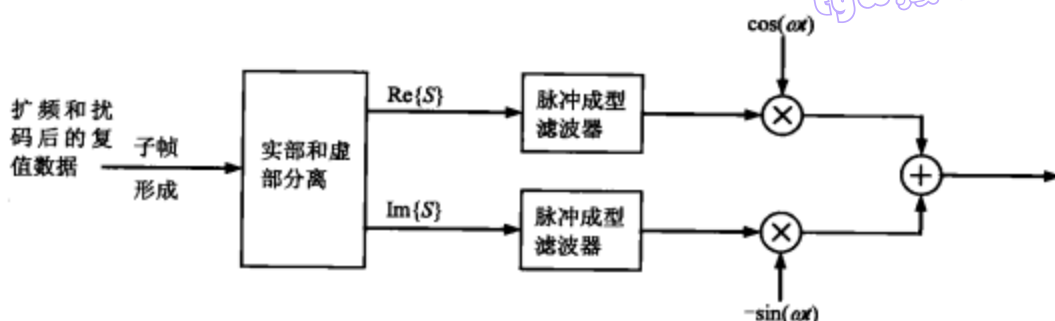 cos(ωt)
扩频和扰
码后的复
值数据
子帧
形成
实部和虚
部分离
Re{S}
脉冲成型
滤波器
Im{S}
脉冲成型
滤波器
-sin(ωt)